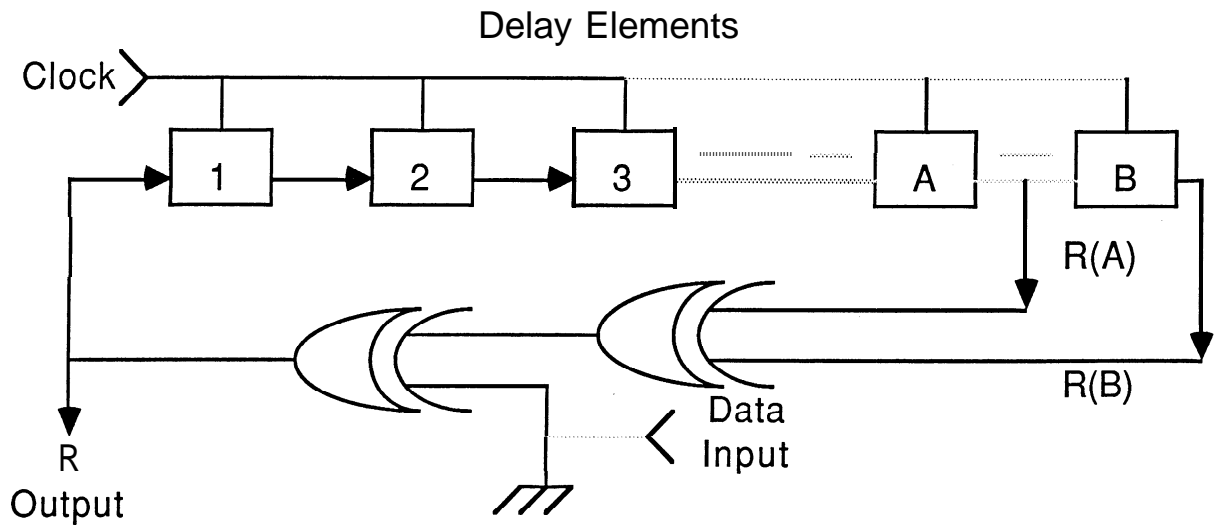 Delay Elements
Clock
1
2
3
A
B
R(A)
R(B)
Data
Input
R
Output